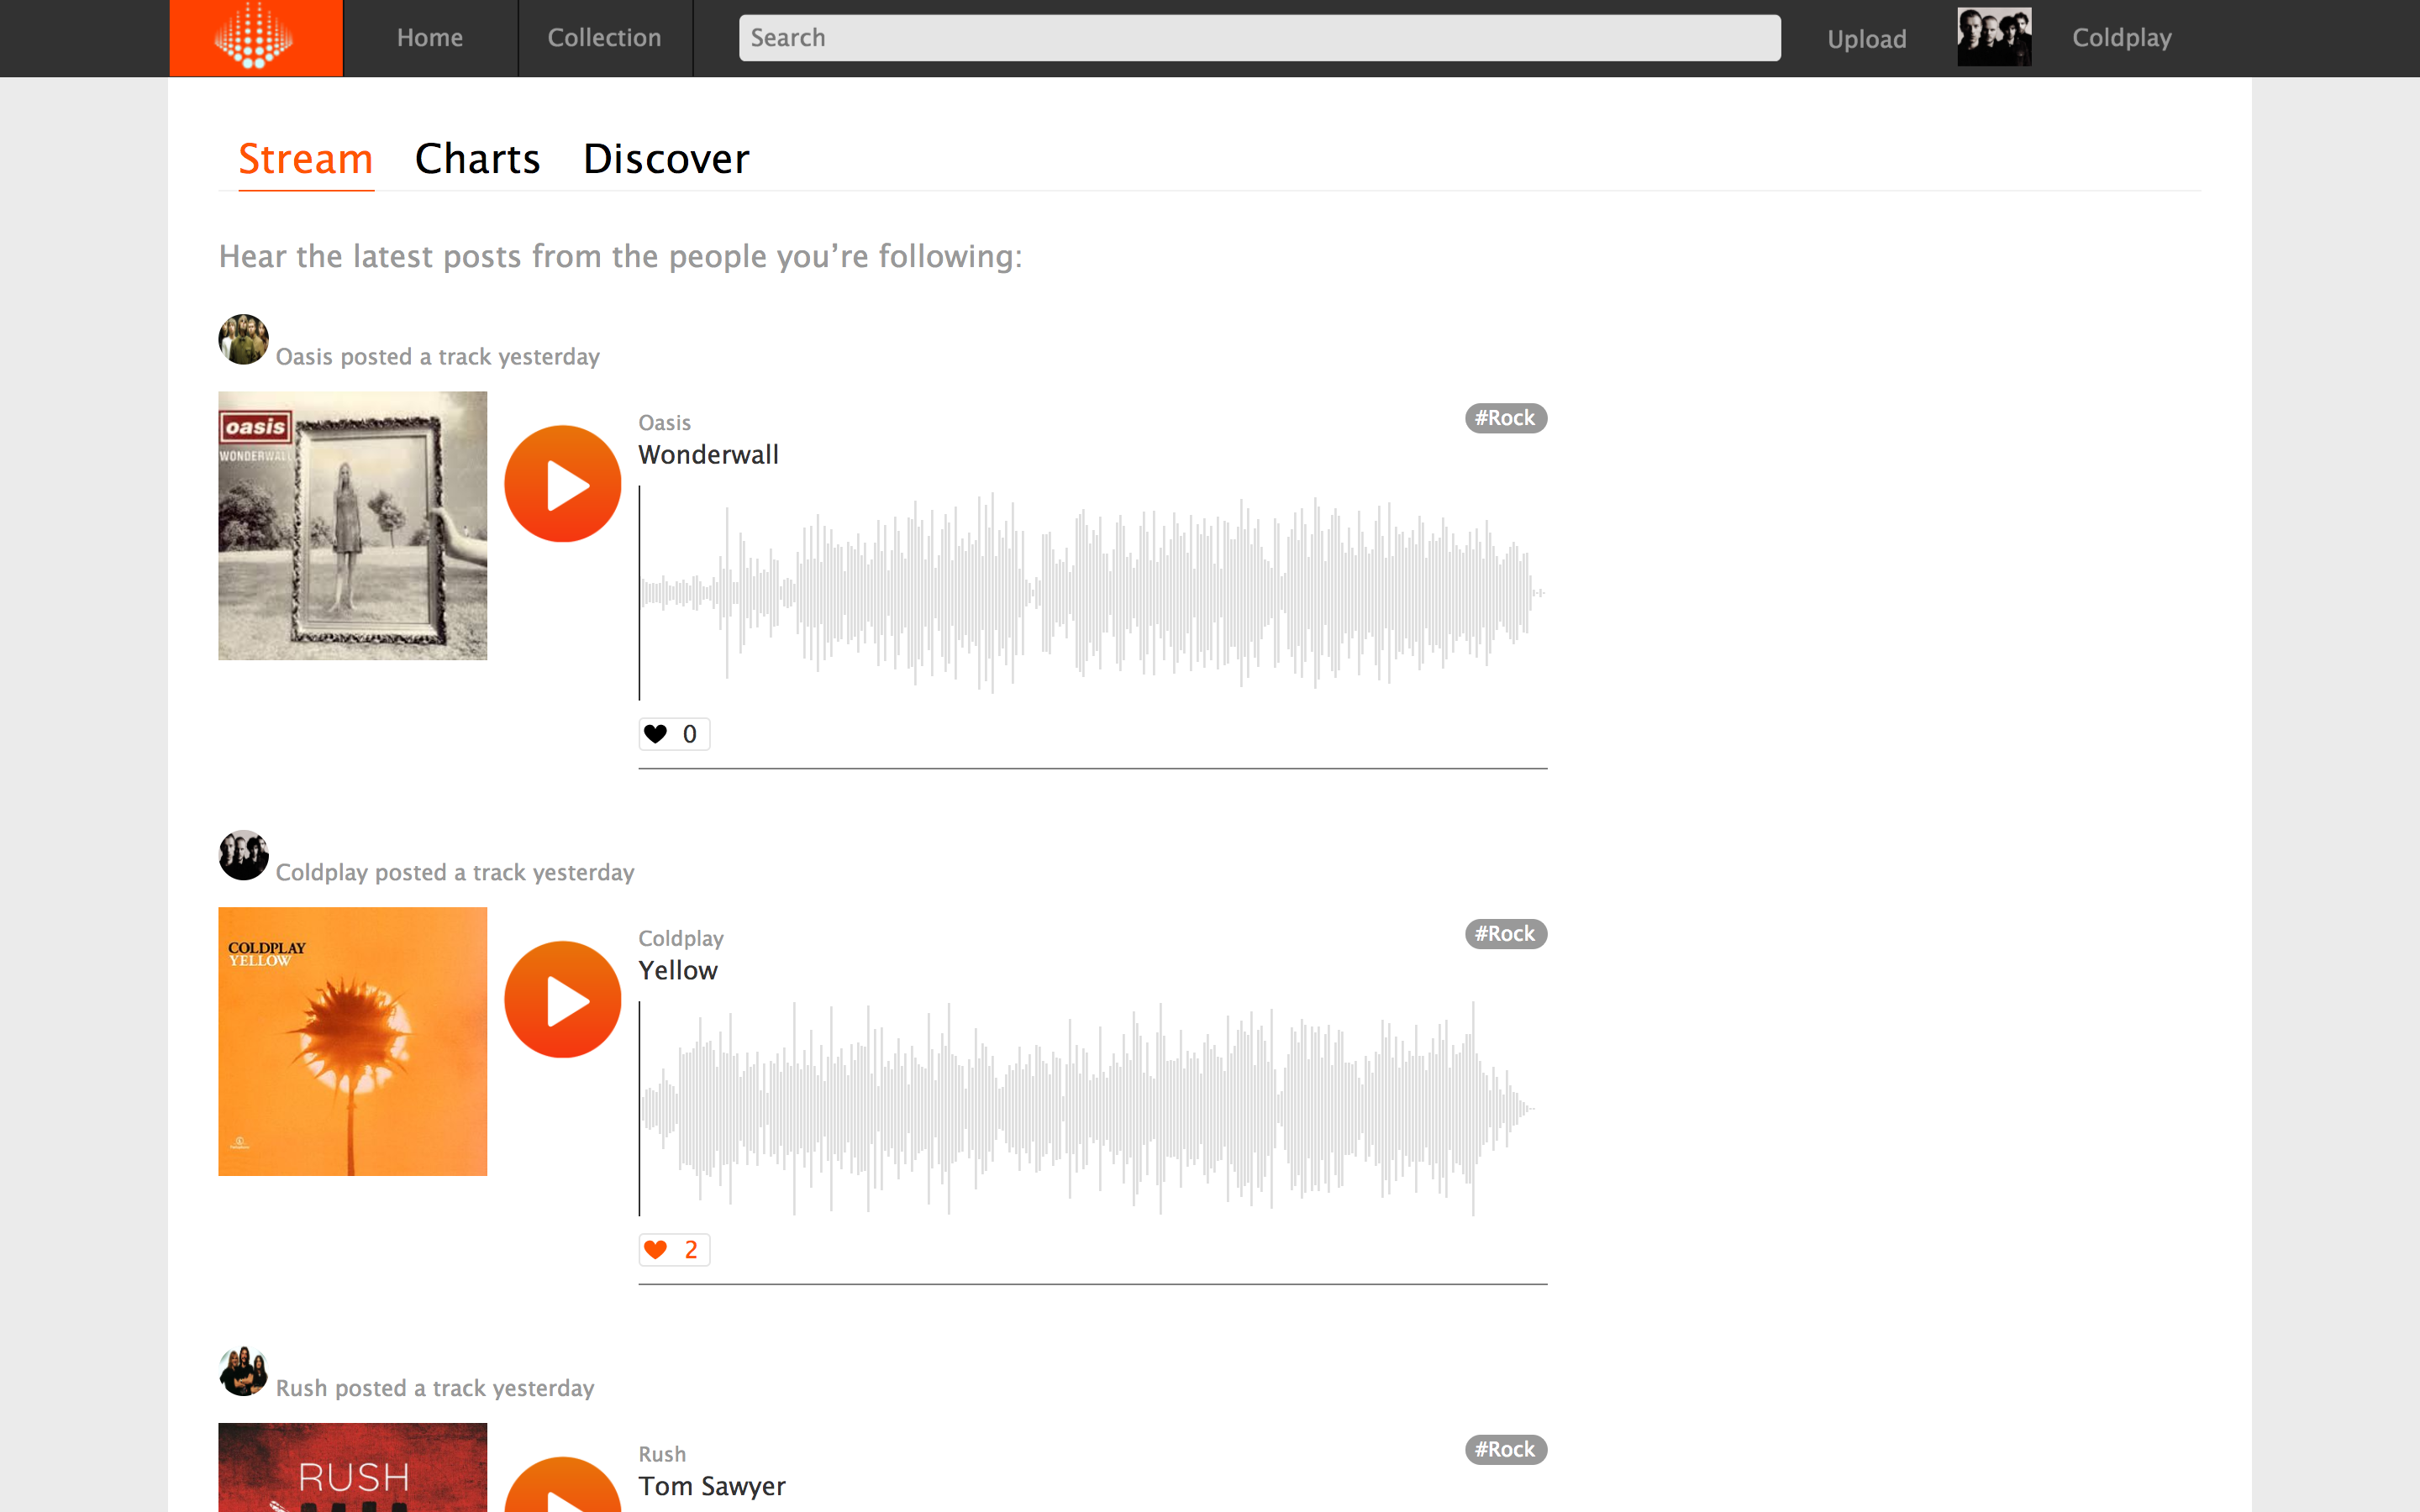 Home
Collection
Search
Upload
Coldplay
Stream
Charts
Discover
Hear the latest posts from the people you’re following:
Oasis posted a track yesterday
oasis
WONDERWALL
Oasis
#Rock
Wonderwall
0
Coldplay posted a track yesterday
COLDPLAY
YELLOW
Coldplay
#Rock
Yellow
2
Rush posted a track yesterday
RUSH
Rush
#Rock
Tom Sawyer